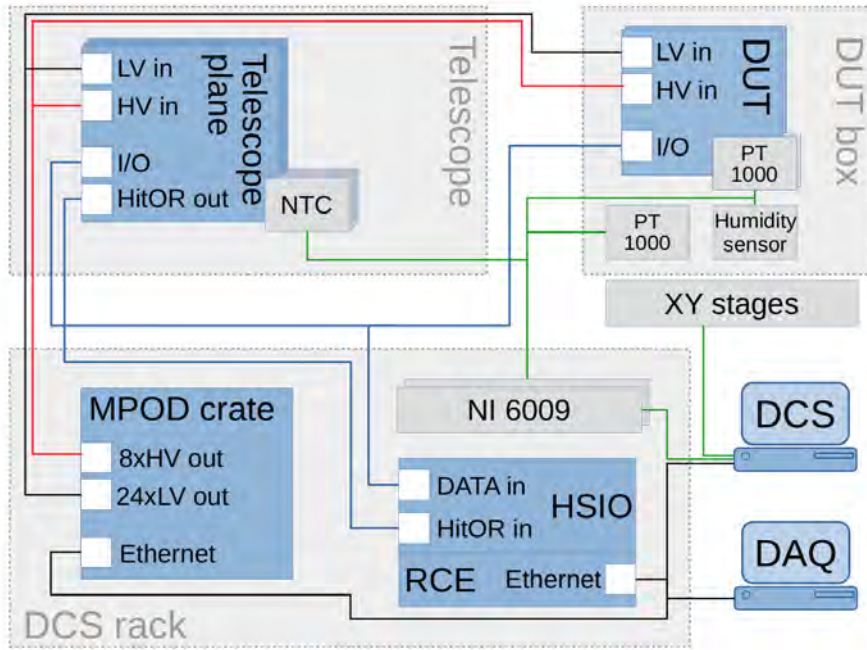 LV in
HV in
I/O
HitOR out
Telescope
plane
NTC
Telescope
LV in
HV in
I/O
DUT
PT
1000
PT
1000
Humidity
sensor
DUT box
XY stages
MPOD crate
8xHV out
24xLV out
Ethernet
NI 6009
DATA in
HitOR in
HSIO
RCE
Ethernet
DCS
DAQ
DCS rack